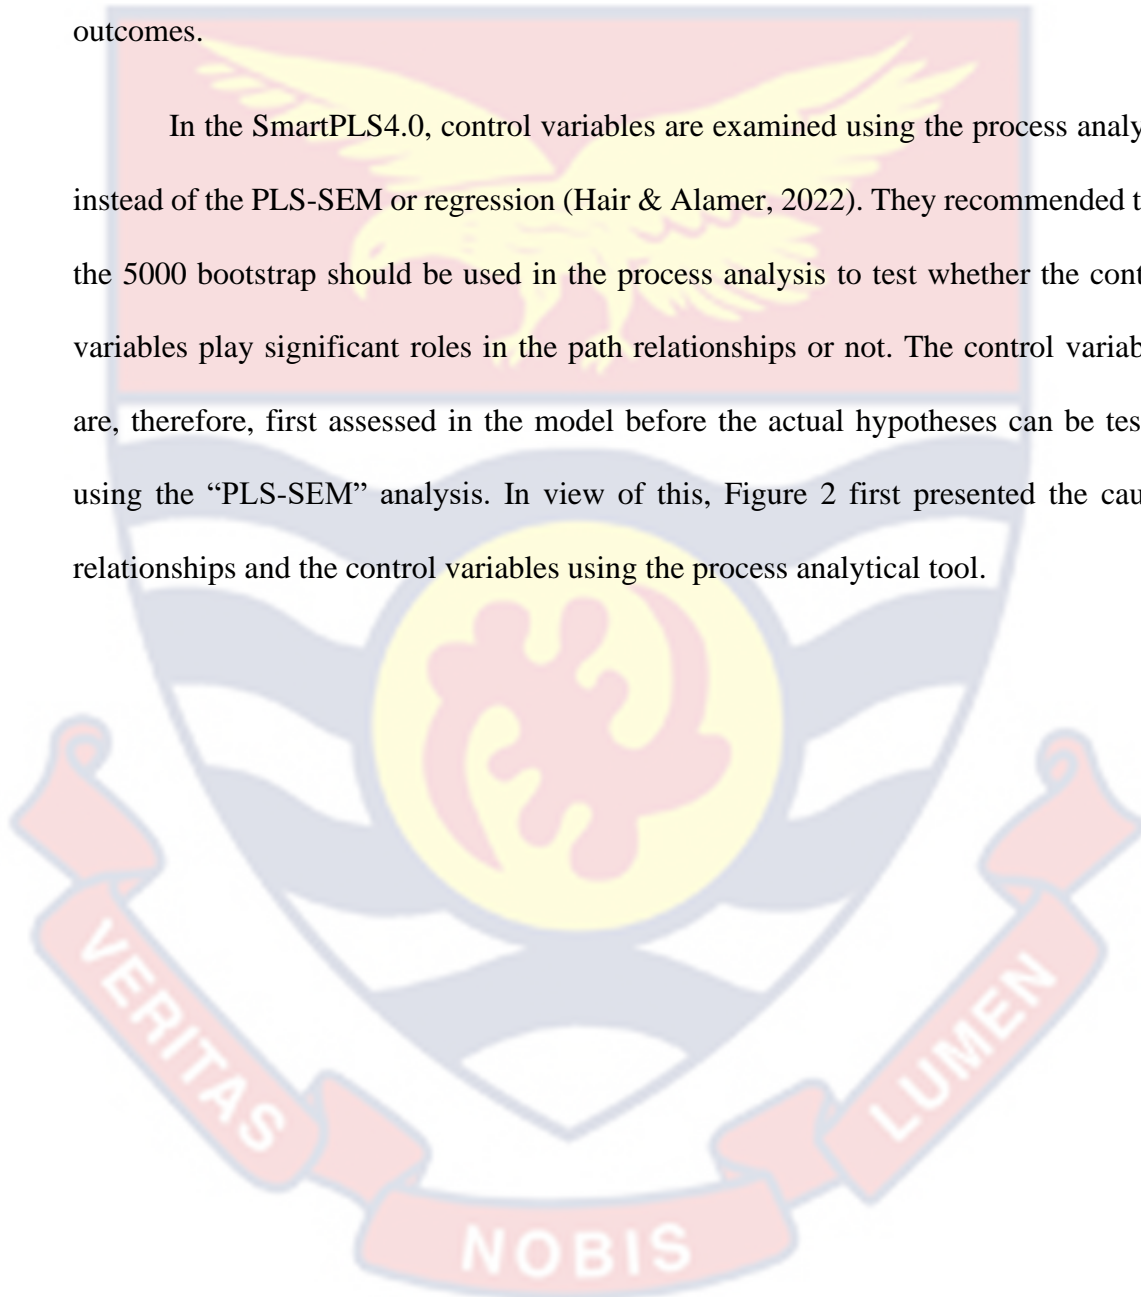 outcomes.
In the SmartPLS4.0, control variables are examined using the process analy
instead of the PLS-SEM or regression (Hair & Alamer, 2022). They recommended t
the 5000 bootstrap should be used in the process analysis to test whether the cont
variables play significant roles in the path relationships or not. The control variab
are, therefore, first assessed in the model before the actual hypotheses can be tes
using the “PLS-SEM” analysis. In view of this, Figure 2 first presented the cau
relationships and the control variables using the process analytical tool.
VERITAS
NOBIS
LUMEN